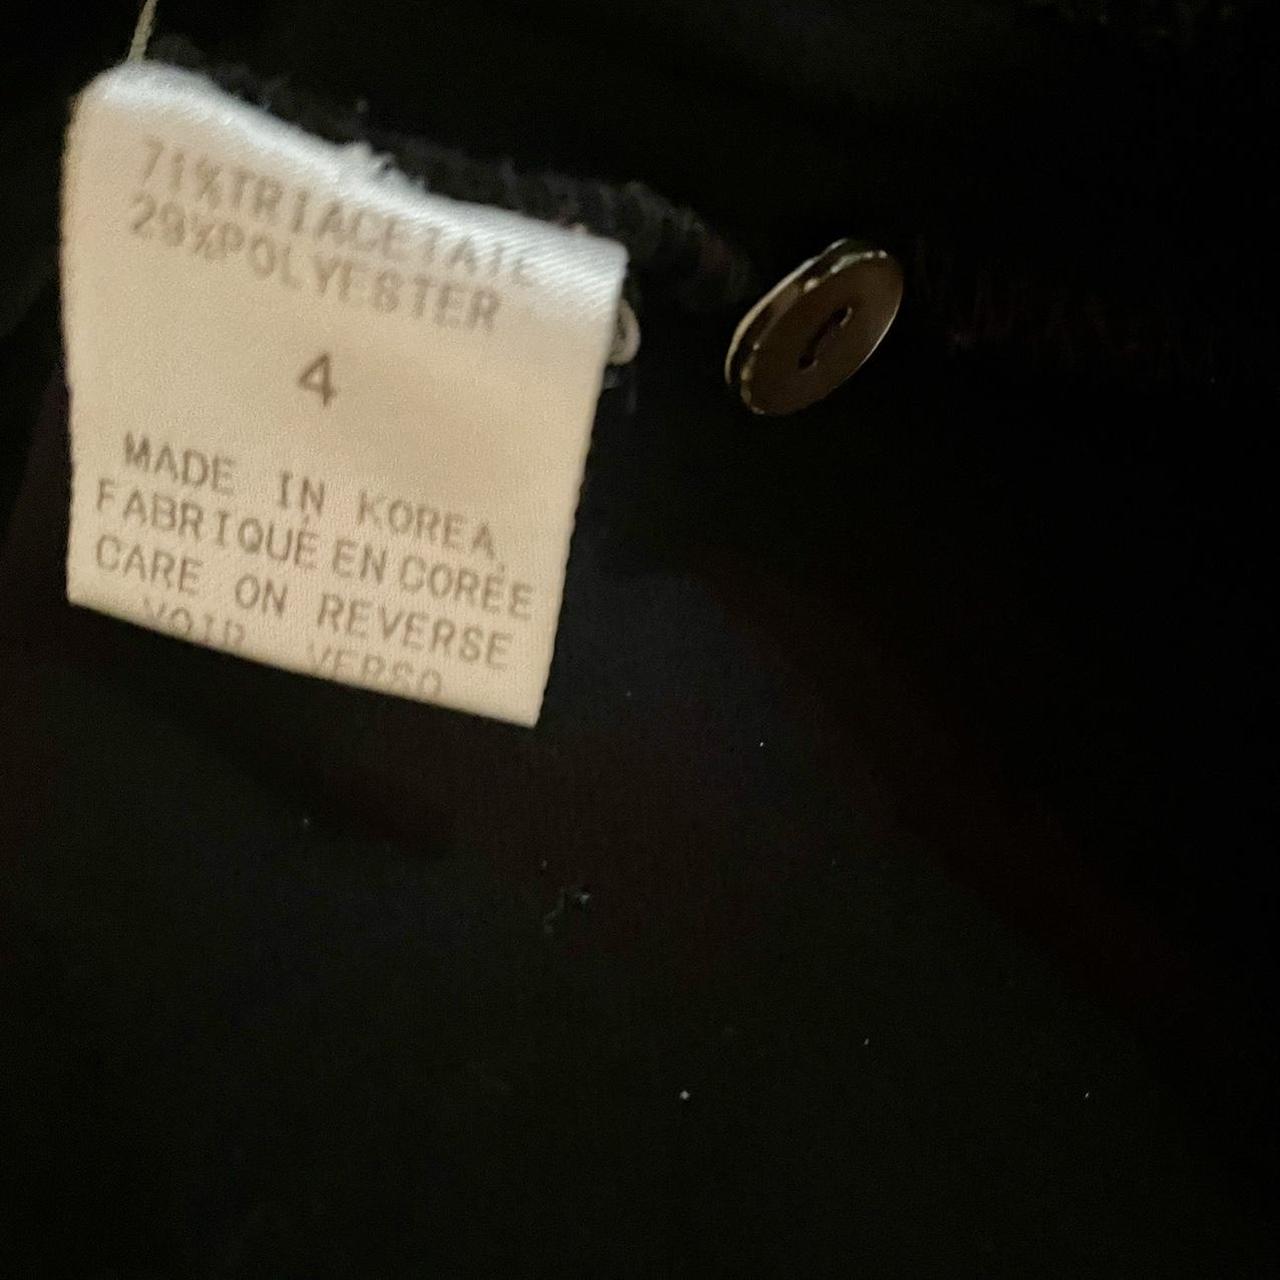 71%TRIACETATE
29%POLYESTER
4
MADE IN KOREA
FABRIQUÉ EN CORÉE
CARE ON REVERSE
VOIR VERSO